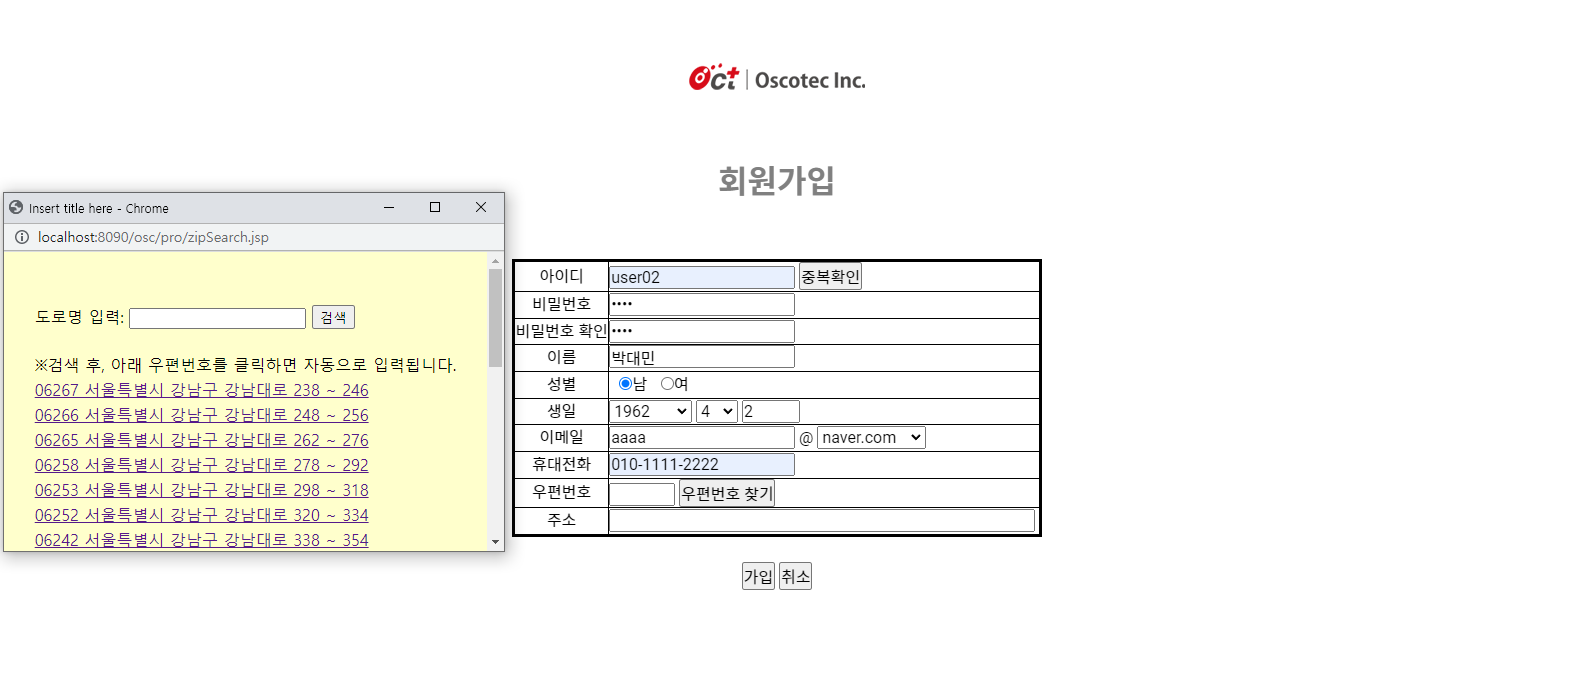 oct Oscotec Inc.
회원가입
Insert title here - Chrome
localhost:8090/osc/pro/zipSearch.jsp
도로명 입력: 검색
※검색 후, 아래 우편번호를 클릭하면 자동으로 입력됩니다.
06267 서울특별시 강남구 강남대로 238 ~ 246
06266 서울특별시 강남구 강남대로 248 ~ 256
06265 서울특별시 강남구 강남대로 262 ~ 276
06258 서울특별시 강남구 강남대로 278 ~ 292
06253 서울특별시 강남구 강남대로 298 ~ 318
06252 서울특별시 강남구 강남대로 320 ~ 334
06242 서울특별시 강남구 강남대로 338 ~ 354
아이디 user02 중복확인
비밀번호 ••••
비밀번호 확인 ••••
이름 박대민
성별 남 여
생일 1962 4 2
이메일 aaaa @ naver.com
휴대전화 010-1111-2222
우편번호 우편번호 찾기
주소
가입 취소